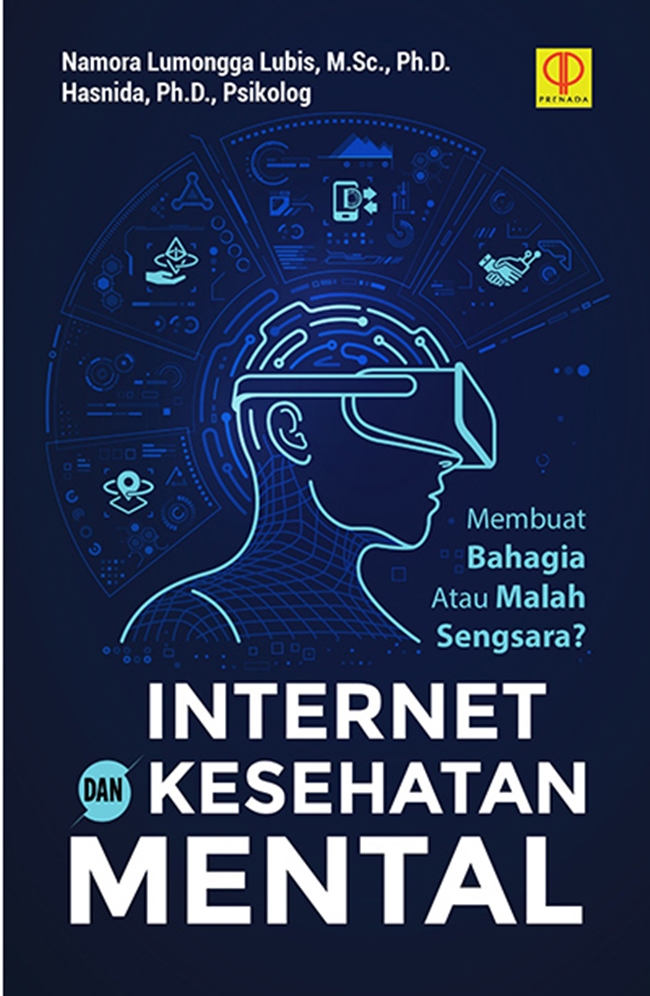 Namora Lumongga Lubis, M.Sc., Ph.D.
Hasnida, Ph.D., Psikolog
PRENADA
Membuat
Bahagia
Atau Malah
Sengsara?
INTERNET
DAN KESEHATAN
MENTAL